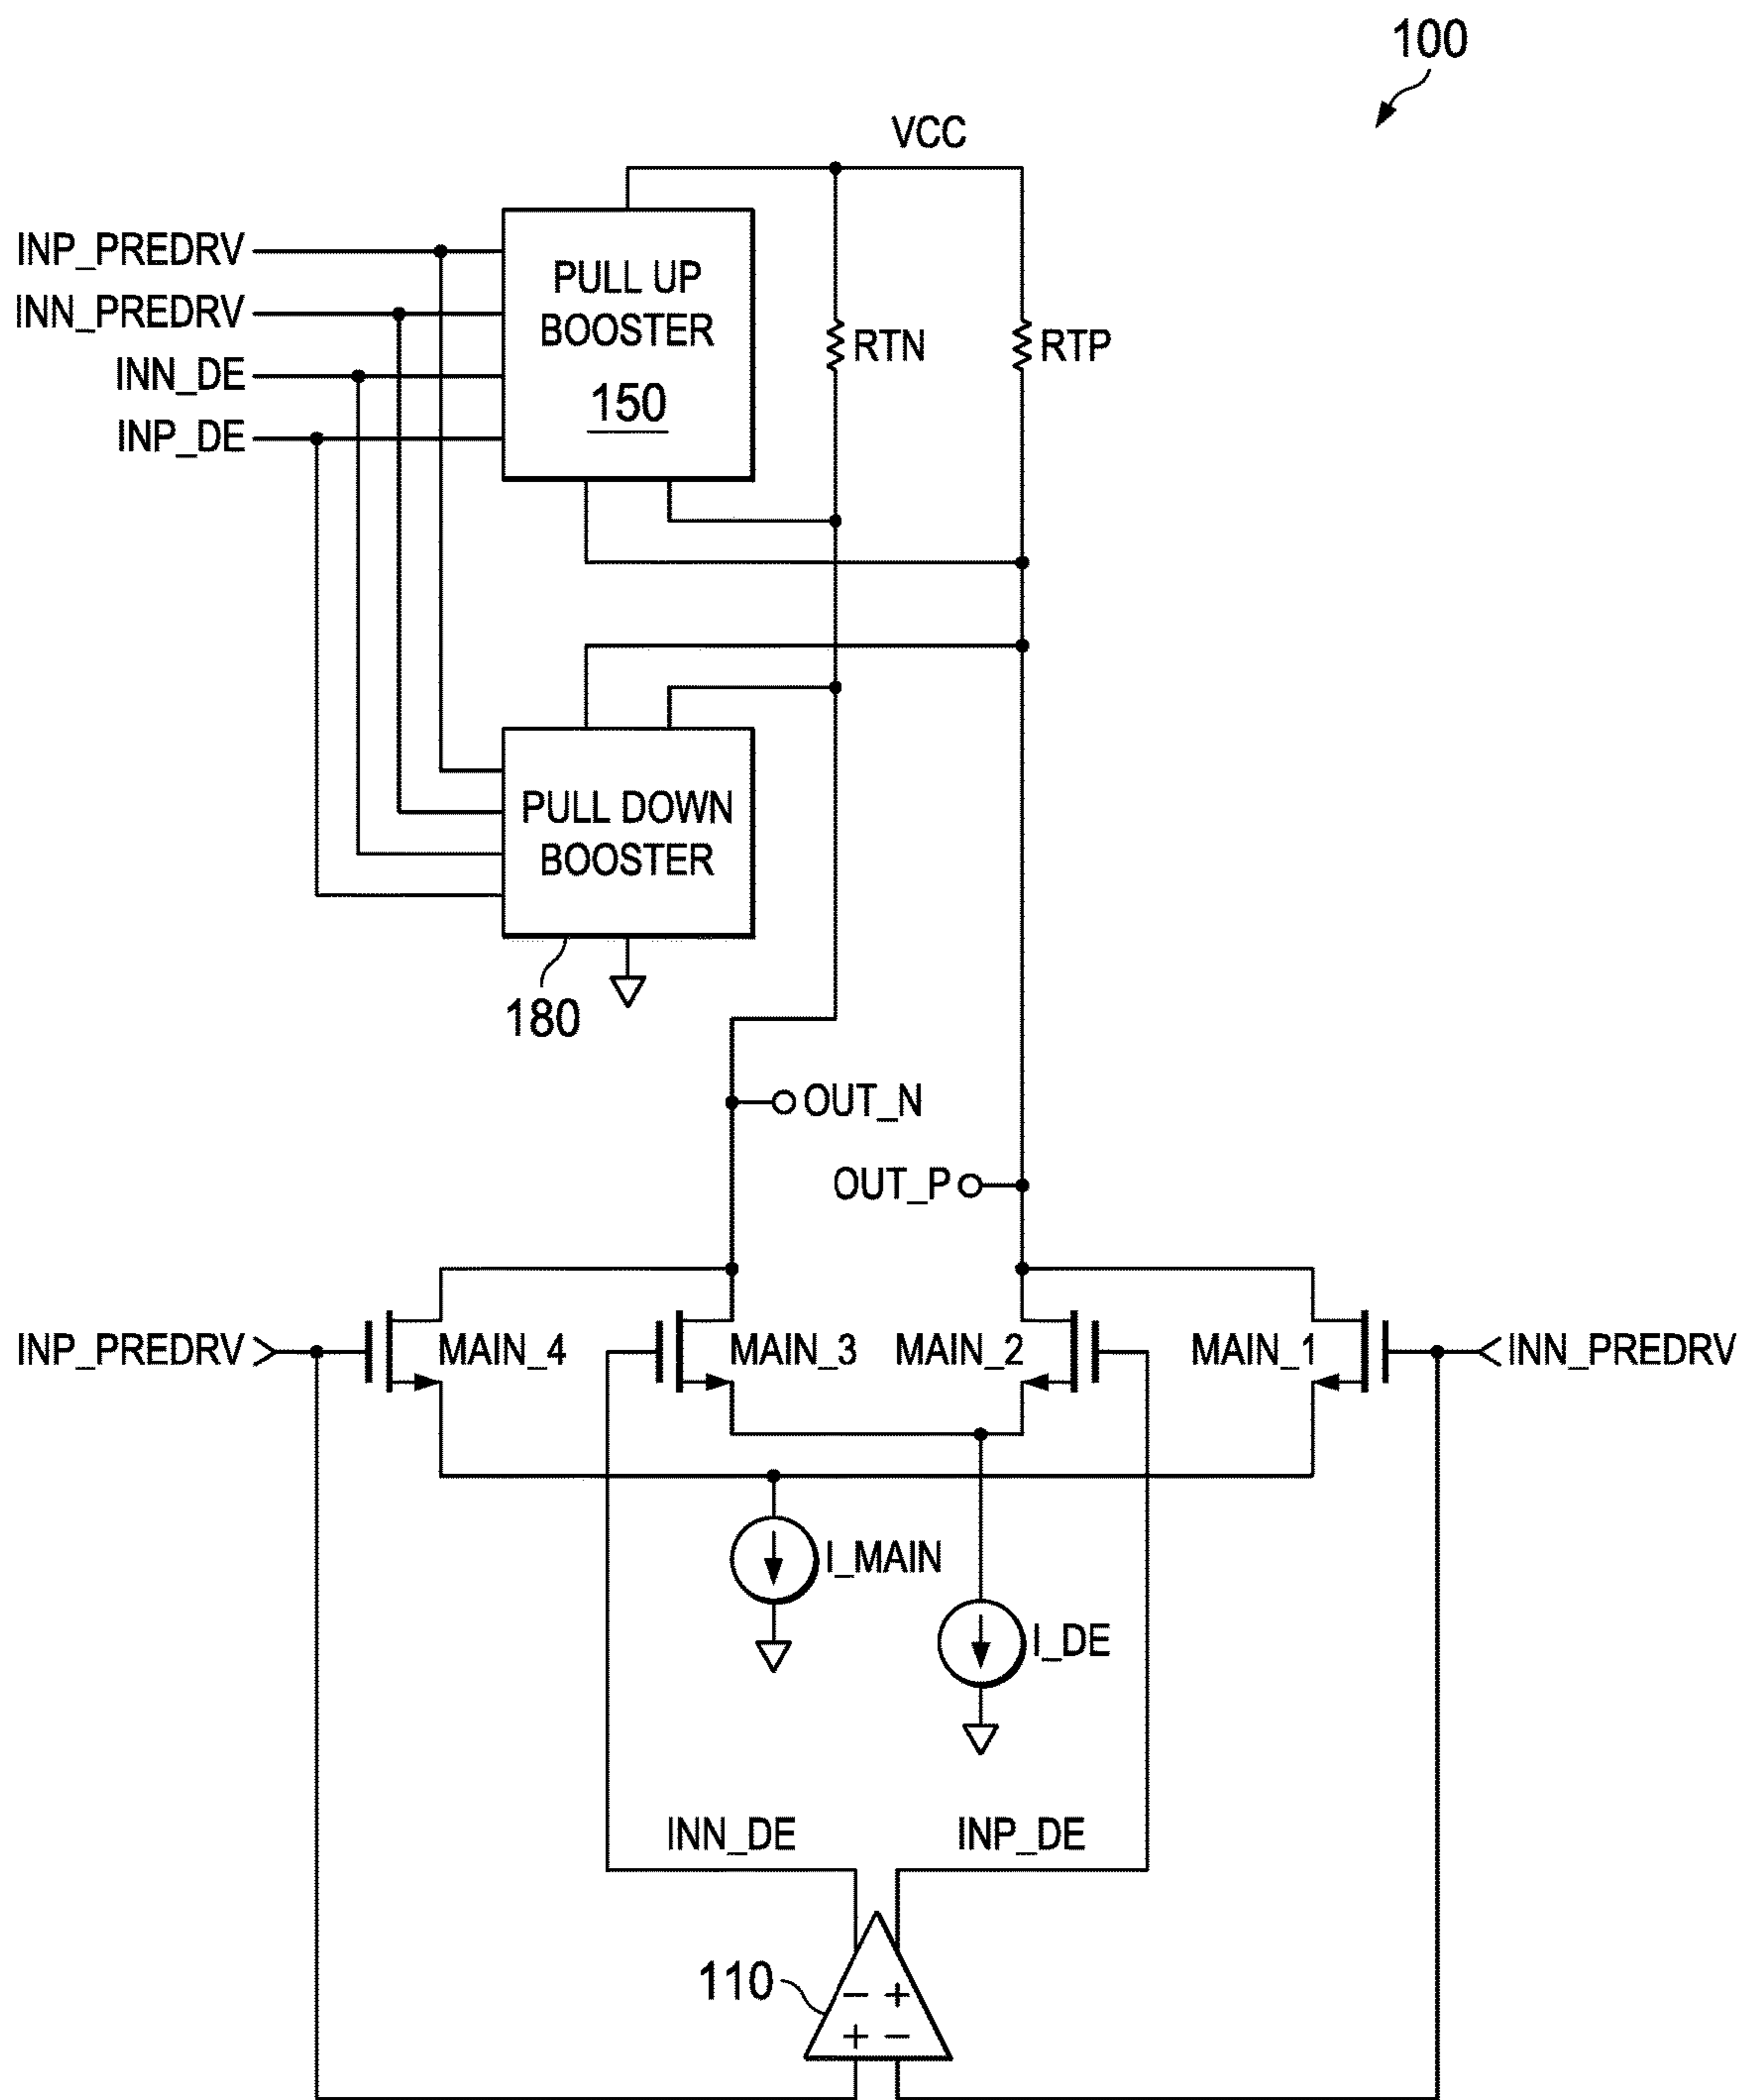 100
VCC
INP_PREDRV
INN_PREDRV
INN_DE
INP_DE
PULL UP
BOOSTER
150
RTN
RTP
PULL DOWN
BOOSTER
180
OUT_N
OUT_P
INP_PREDRV
MAIN_4
MAIN_3
MAIN_2
MAIN_1
INN_PREDRV
I_MAIN
I_DE
INN_DE
INP_DE
110
- +
+ -